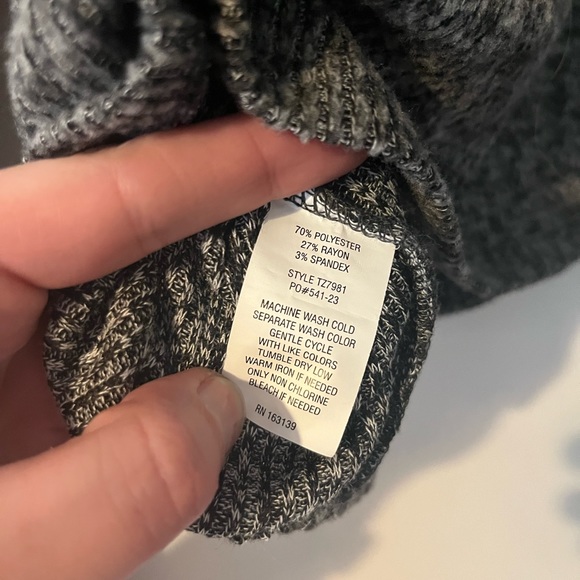 70% POLYESTER
27% RAYON
3% SPANDEX
STYLE TZ7981
PO#541-23
MACHINE WASH COLD
SEPARATE WASH COLOR
GENTLE CYCLE
WITH LIKE COLORS
TUMBLE DRY LOW
WARM IRON IF NEEDED
ONLY NON CHLORINE
BLEACH IF NEEDED
RN 163139